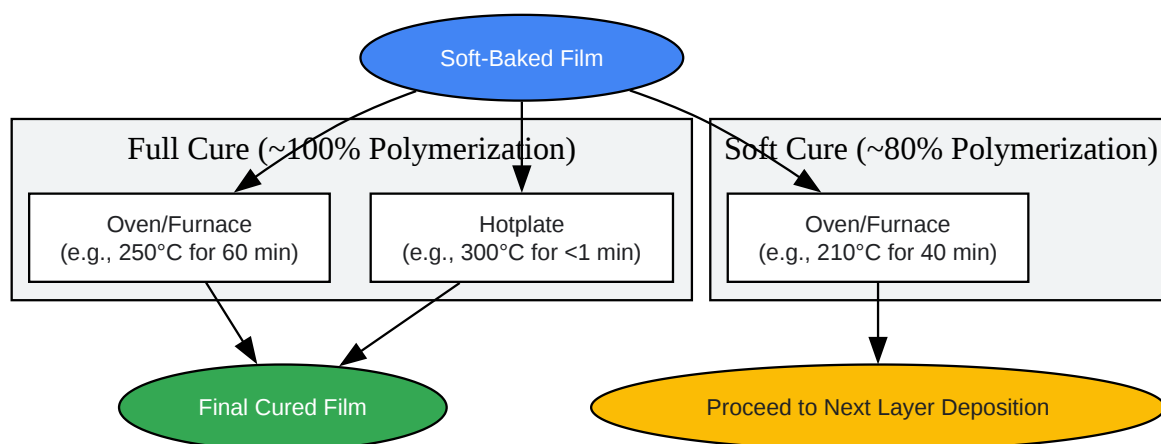 Soft-Baked Film
Full Cure (~100% Polymerization)
Soft Cure (~80% Polymerization)
Oven/Furnace
(e.g., 250°C for 60 min)
Hotplate
(e.g., 300°C for <1 min)
Oven/Furnace
(e.g., 210°C for 40 min)
Final Cured Film
Proceed to Next Layer Deposition